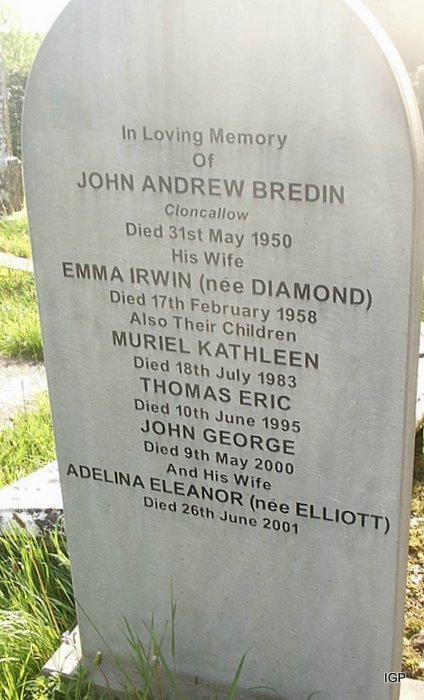 In Loving Memory
Of
JOHN ANDREW BREDIN
Cloncallow
Died 31st May 1950
His Wife
EMMA IRWIN (née DIAMOND)
Died 17th February 1958
Also Their Children
MURIEL KATHLEEN
Died 18th July 1983
THOMAS ERIC
Died 10th June 1995
JOHN GEORGE
Died 9th May 2000
And His Wife
ADELINA ELEANOR (née ELLIOTT)
Died 26th June 2001
IGP